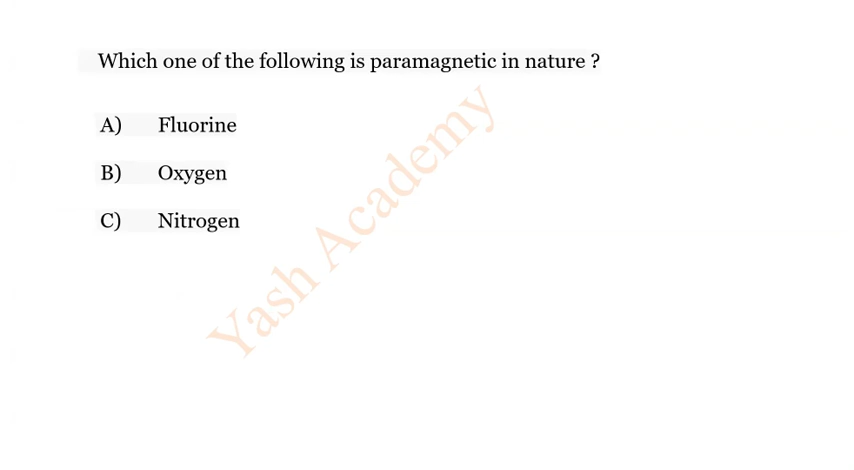 Which one of the following is paramagnetic in nature ?
A) Fluorine
B) Oxygen
C) Nitrogen
Yash Academy